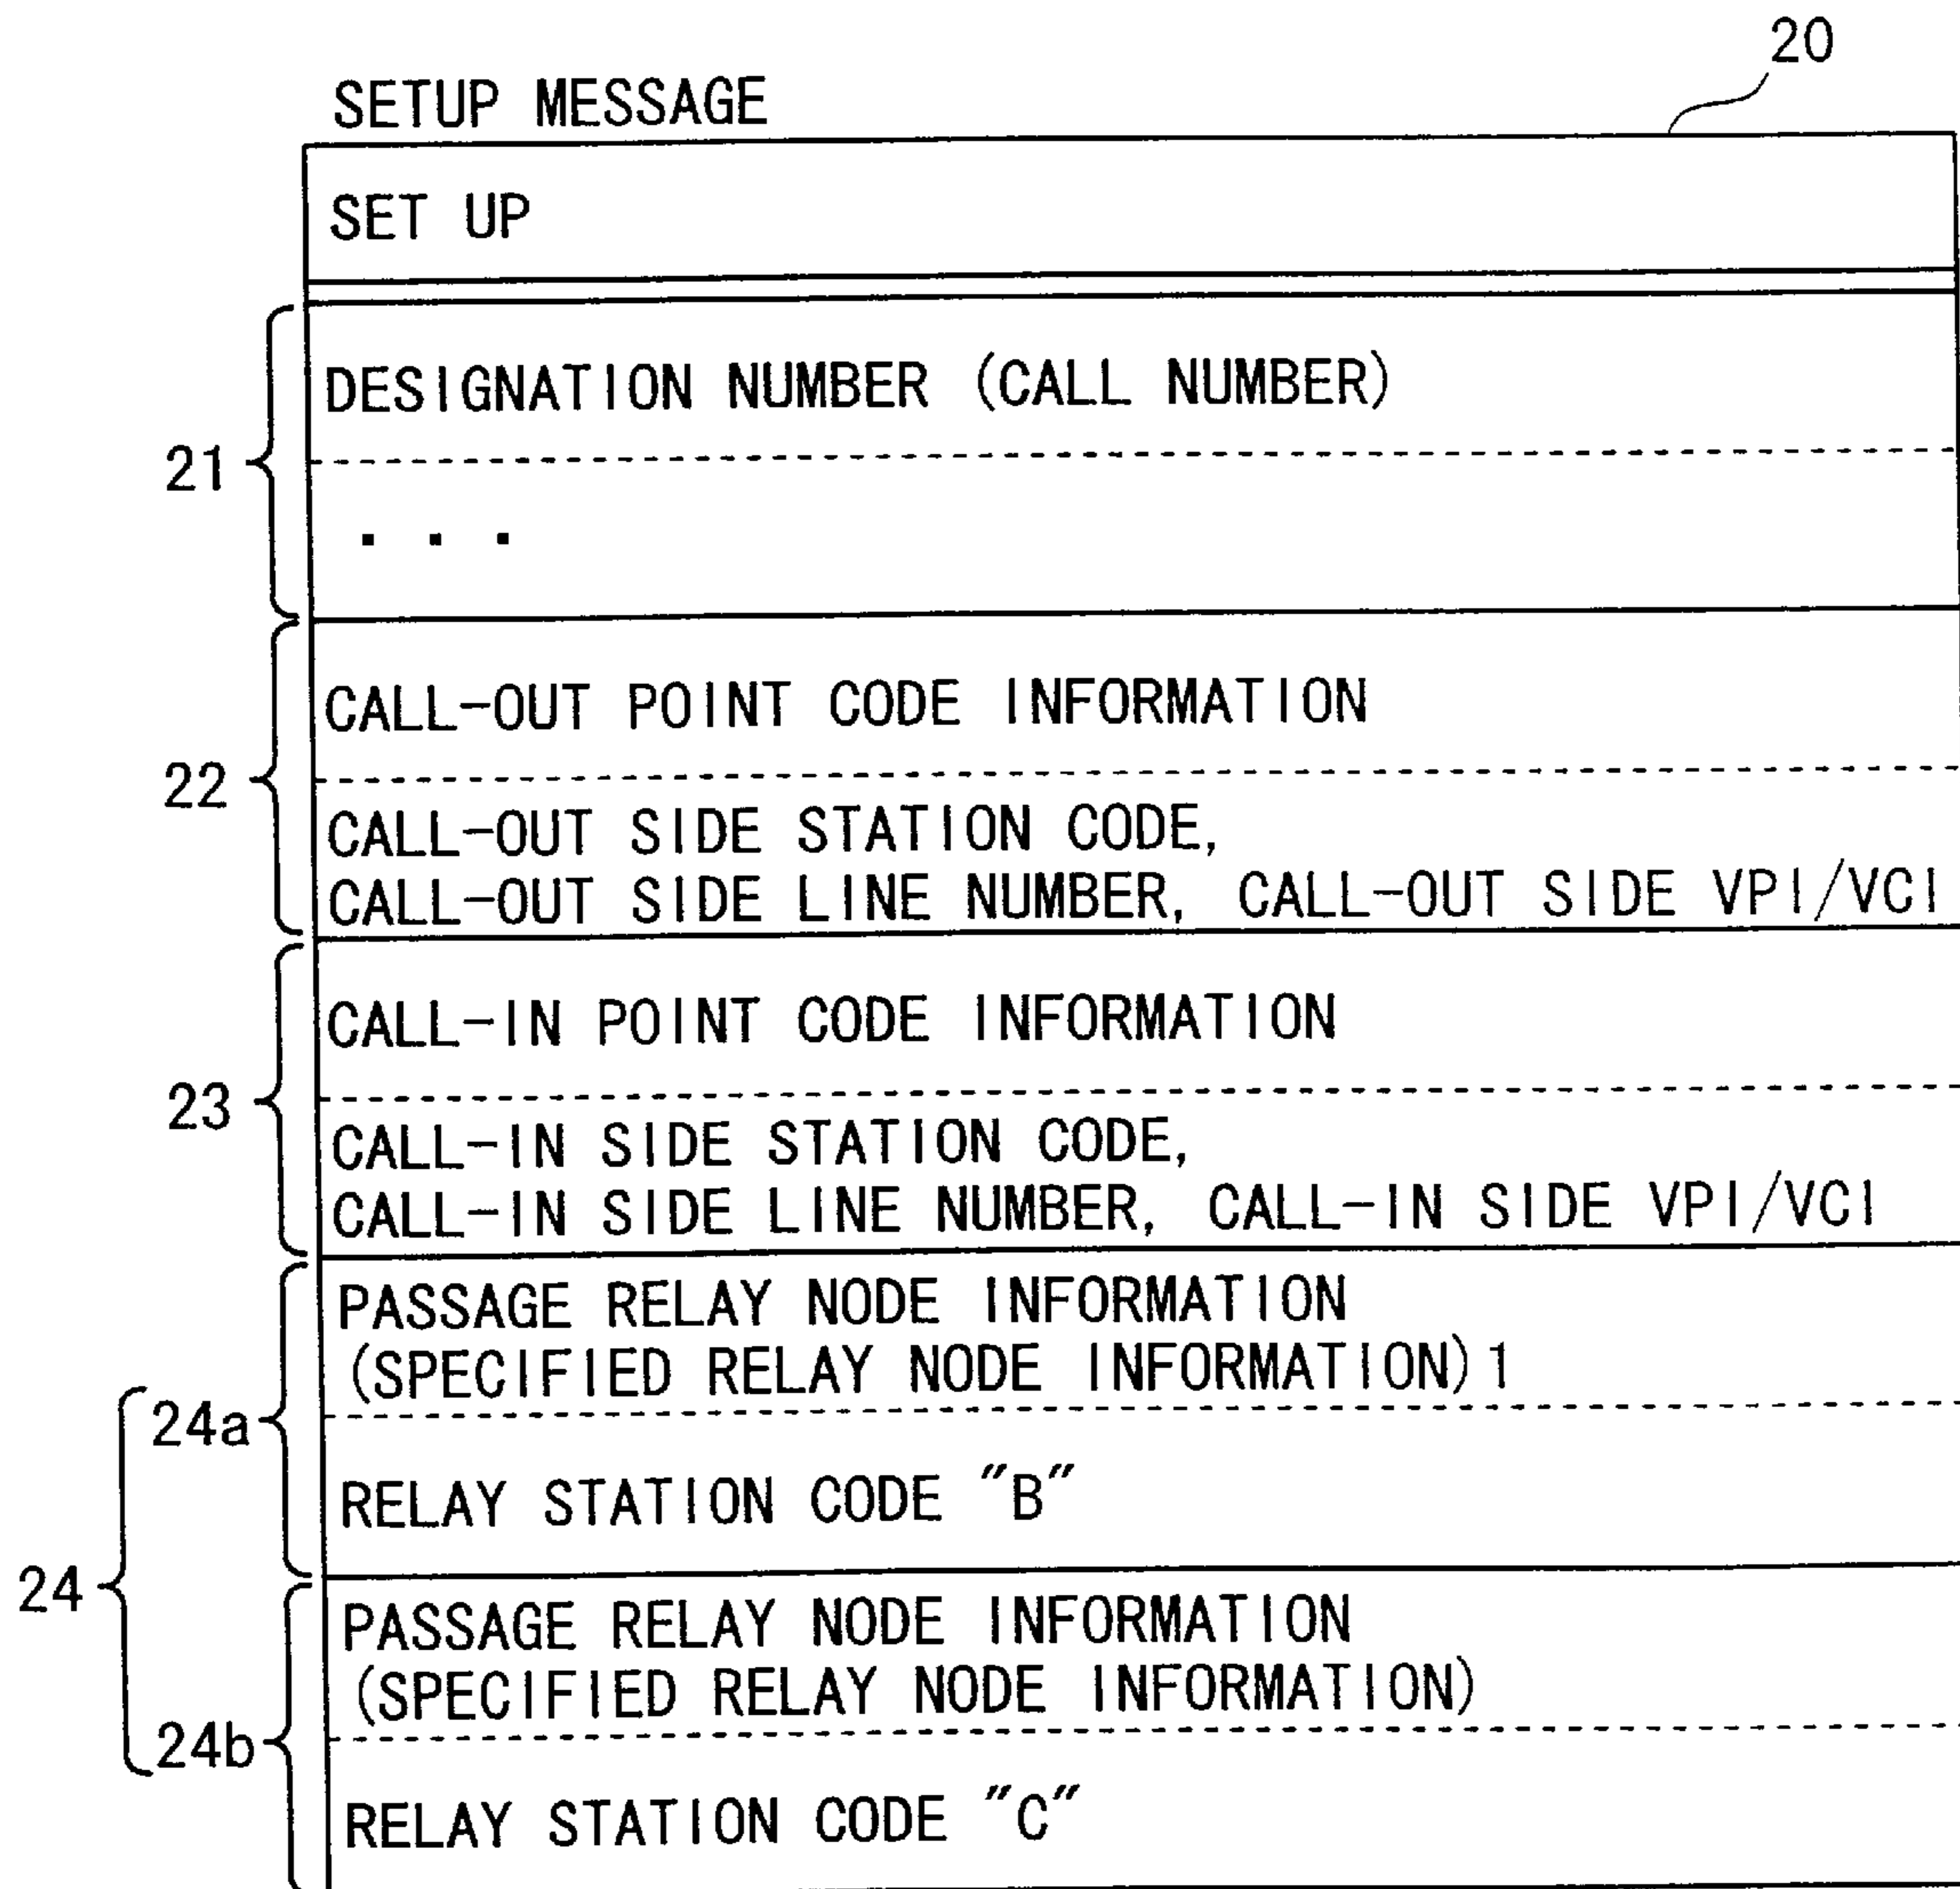 20
SETUP MESSAGE
SET UP
21
DESIGNATION NUMBER (CALL NUMBER)
. . .
22
CALL-OUT POINT CODE INFORMATION
CALL-OUT SIDE STATION CODE,
CALL-OUT SIDE LINE NUMBER, CALL-OUT SIDE VPI/VCI
23
CALL-IN POINT CODE INFORMATION
CALL-IN SIDE STATION CODE,
CALL-IN SIDE LINE NUMBER, CALL-IN SIDE VPI/VCI
24
24a
PASSAGE RELAY NODE INFORMATION
(SPECIFIED RELAY NODE INFORMATION)1
RELAY STATION CODE "B"
24b
PASSAGE RELAY NODE INFORMATION
(SPECIFIED RELAY NODE INFORMATION)
RELAY STATION CODE "C"